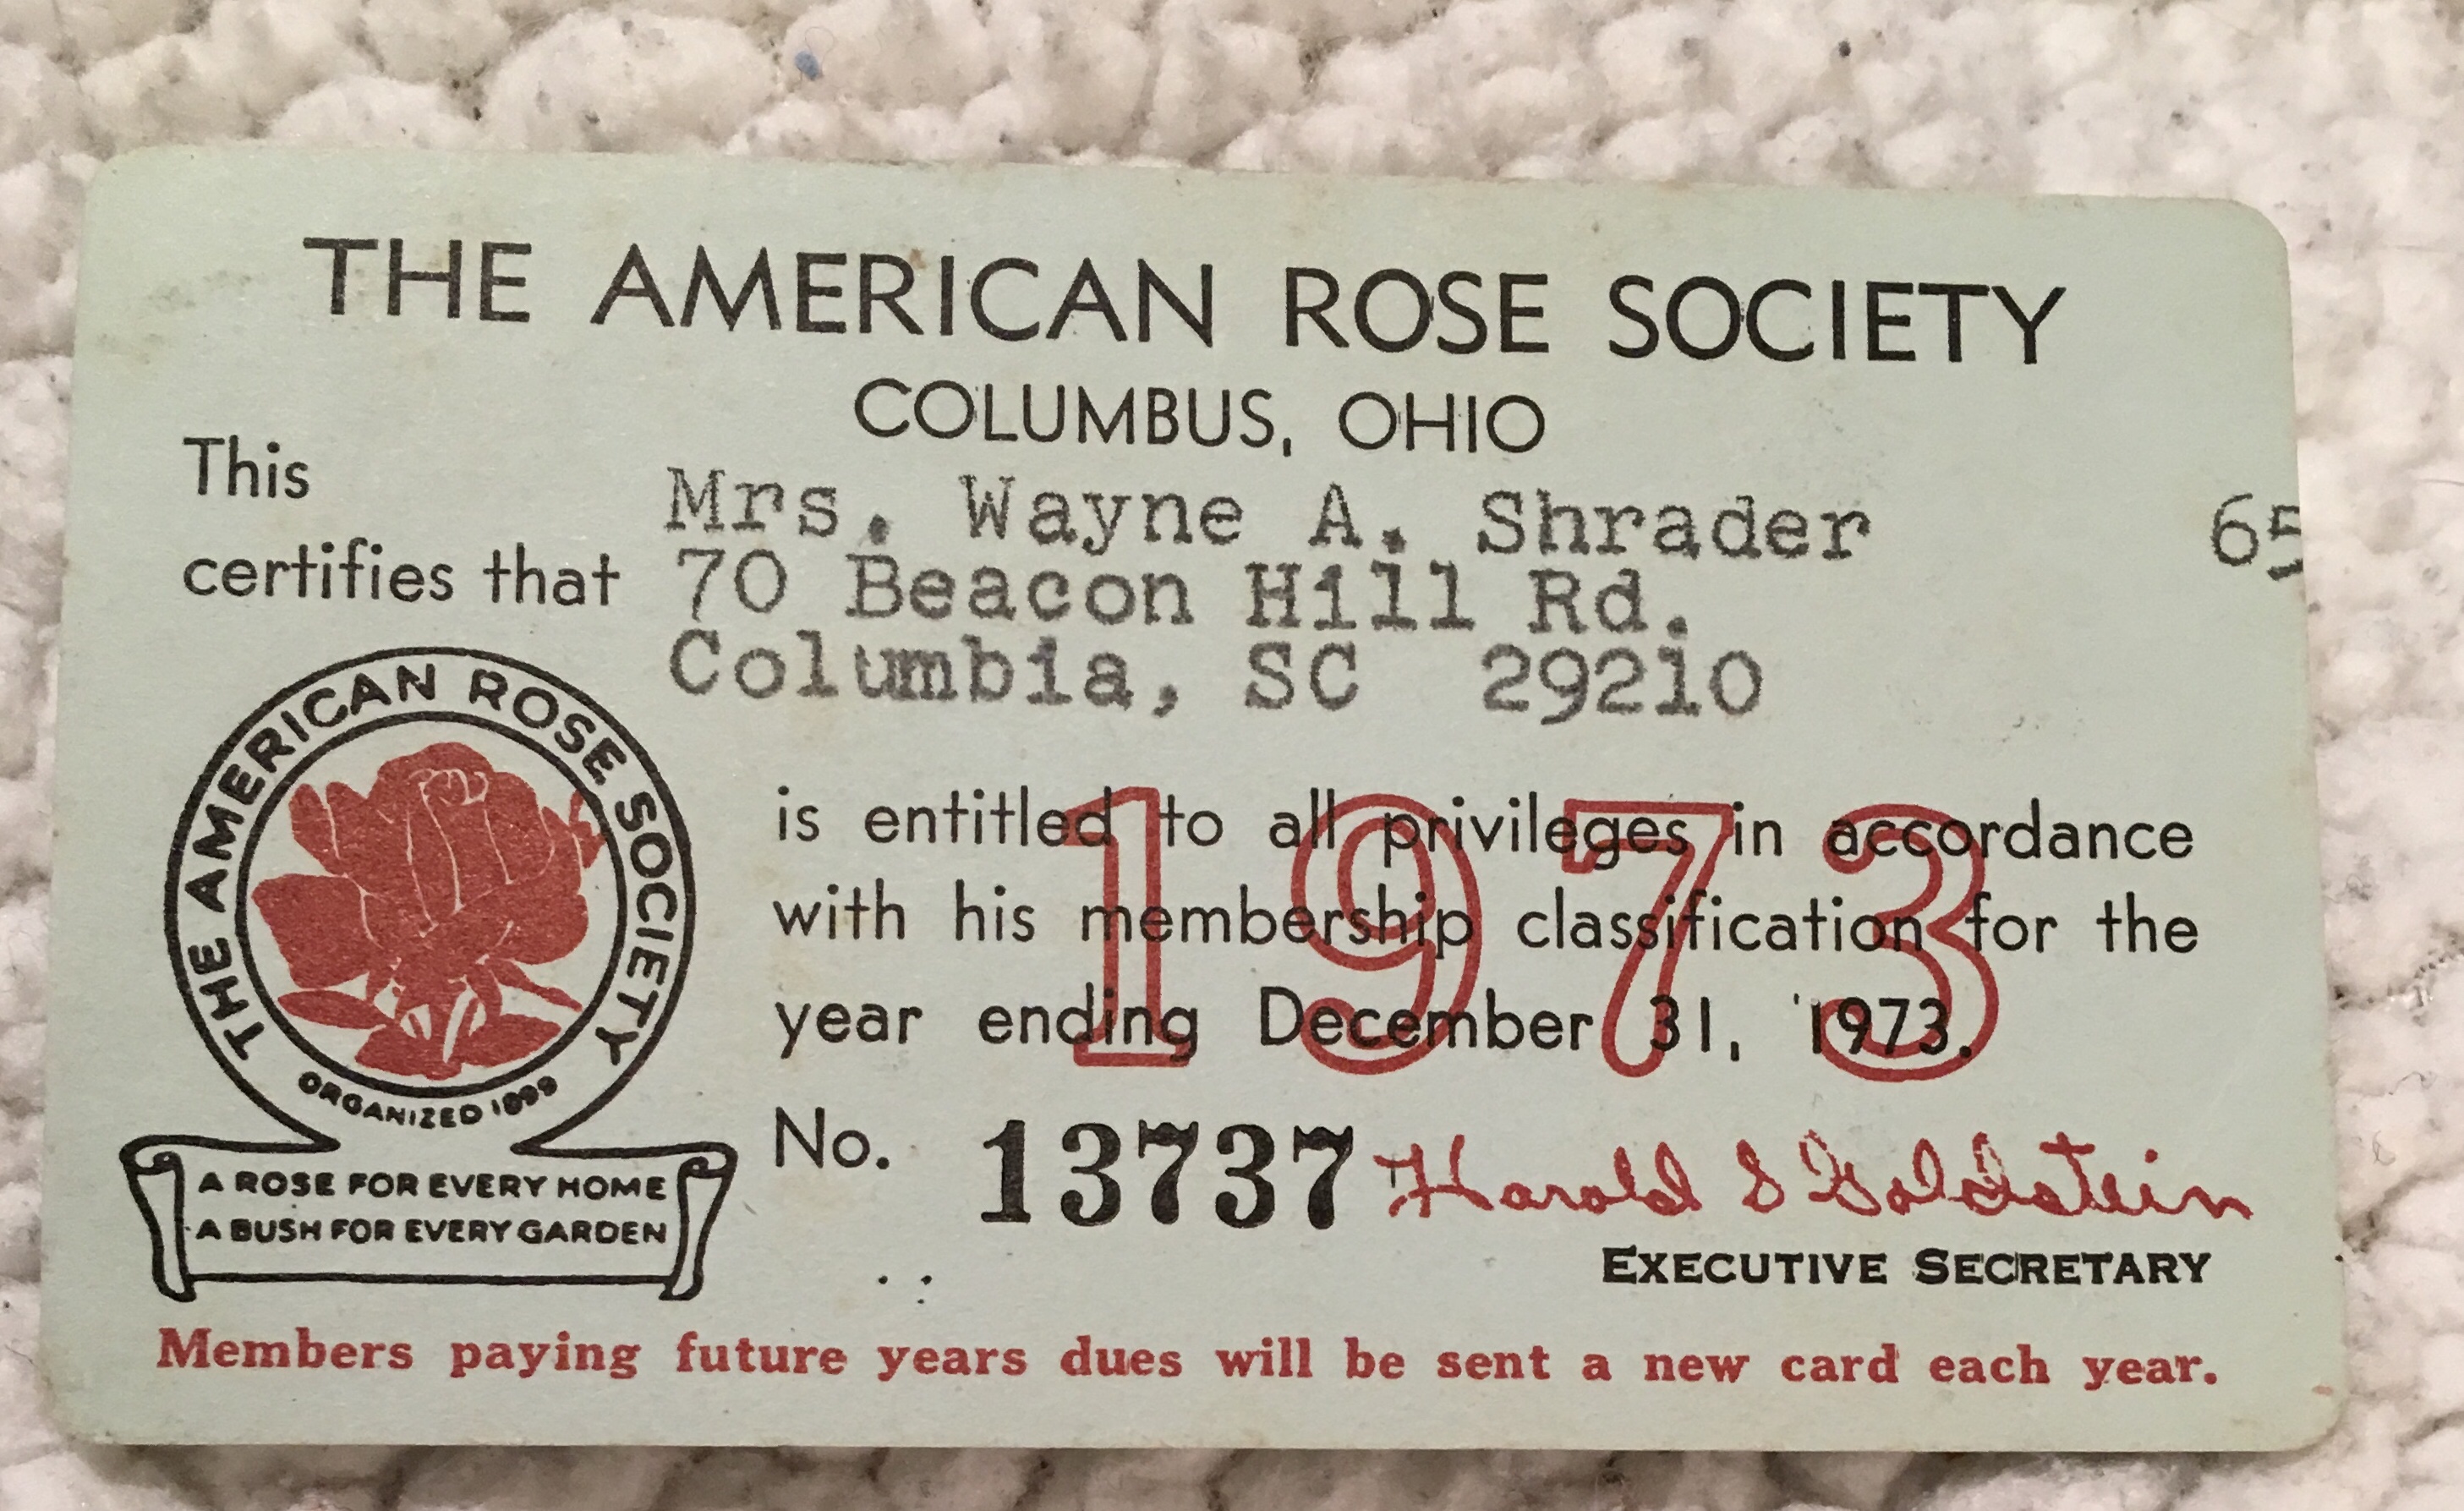 THE AMERICAN ROSE SOCIETY
COLUMBUS, OHIO
This
certifies that
Mrs. Wayne A. Shrader 65
70 Beacon Hill Rd.
Columbia, SC 29210
THE AMERICAN ROSE SOCIETY
ORGANIZED 1899
A ROSE FOR EVERY HOME
A BUSH FOR EVERY GARDEN
1973
is entitled to all privileges in accordance
with his membership classification for the
year ending December 31, 1973.
No. 13737 Harold S Goldstein
EXECUTIVE SECRETARY
Members paying future years dues will be sent a new card each year.